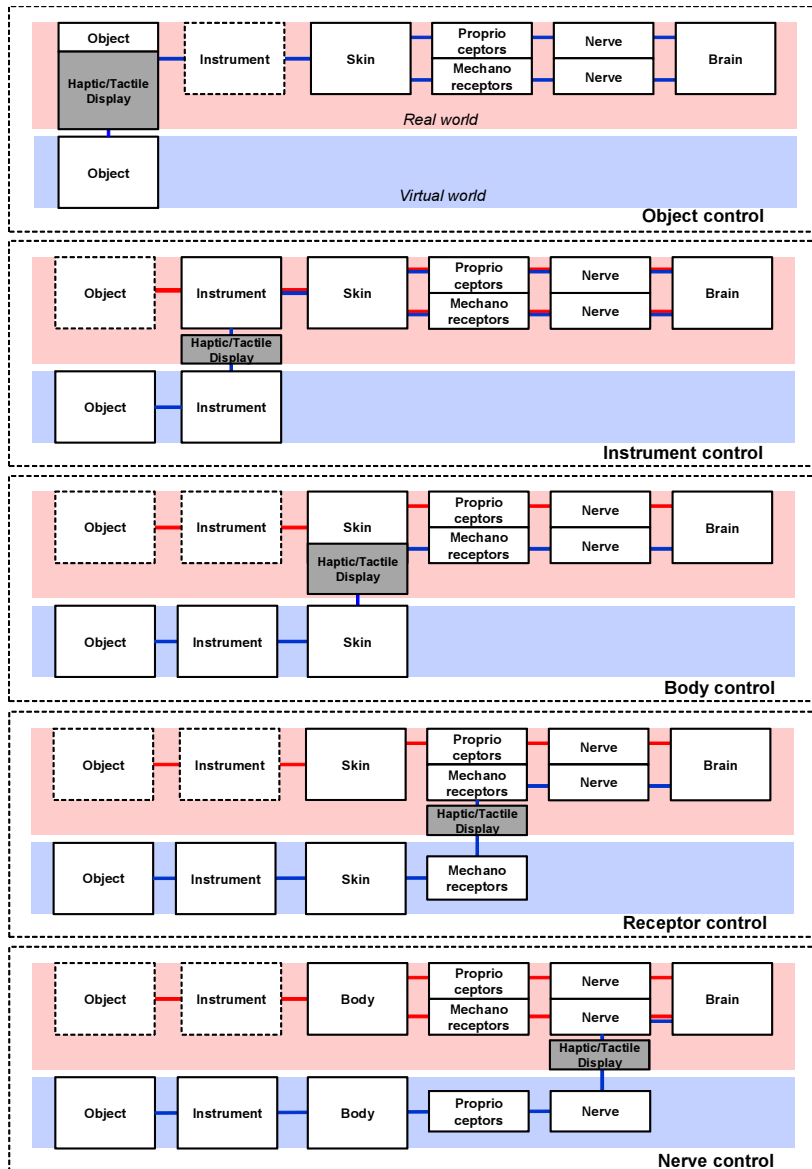 Object
Instrument
Skin
Proprio
ceptors
Mechano
receptors
Nerve
Nerve
Brain
Haptic/Tactile
Display
Real world
Object
Virtual world
Object control
Object
Instrument
Skin
Proprio
ceptors
Mechano
receptors
Nerve
Nerve
Brain
Haptic/Tactile
Display
Object
Instrument
Instrument control
Object
Instrument
Skin
Proprio
ceptors
Mechano
receptors
Nerve
Nerve
Brain
Haptic/Tactile
Display
Object
Instrument
Skin
Body control
Object
Instrument
Skin
Proprio
ceptors
Mechano
receptors
Nerve
Nerve
Brain
Haptic/Tactile
Display
Object
Instrument
Skin
Mechano
receptors
Receptor control
Object
Instrument
Body
Proprio
ceptors
Mechano
receptors
Nerve
Nerve
Brain
Haptic/Tactile
Display
Object
Instrument
Body
Proprio
ceptors
Nerve
Nerve control